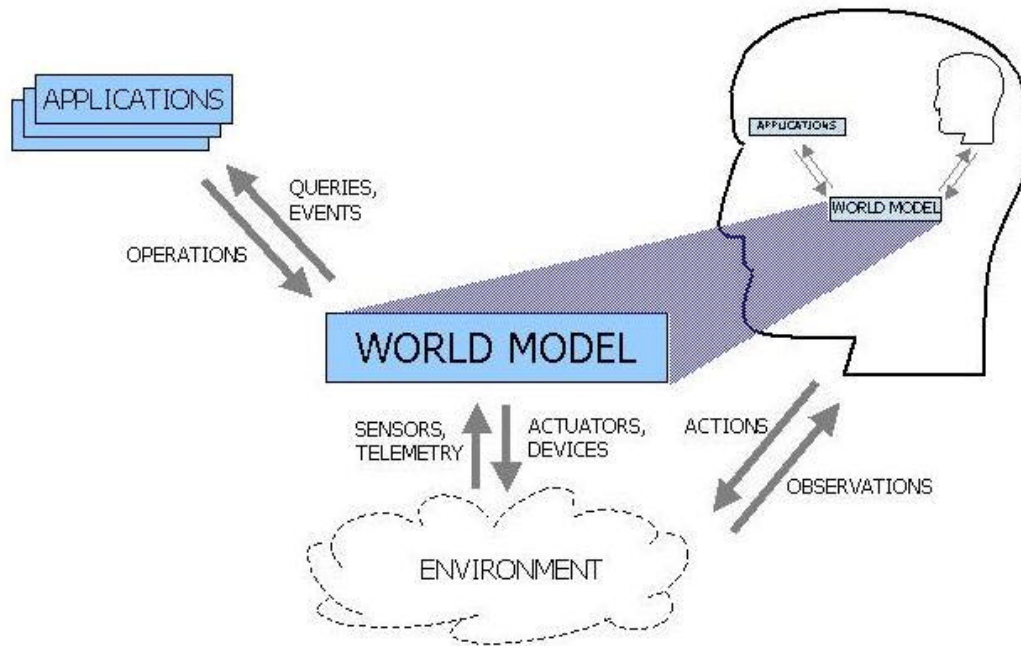 APPLICATIONS
QUERIES,
EVENTS
OPERATIONS
APPLICATIONS
WORLD MODEL
WORLD MODEL
SENSORS,
TELEMETRY
ACTUATORS,
DEVICES
ACTIONS
OBSERVATIONS
ENVIRONMENT